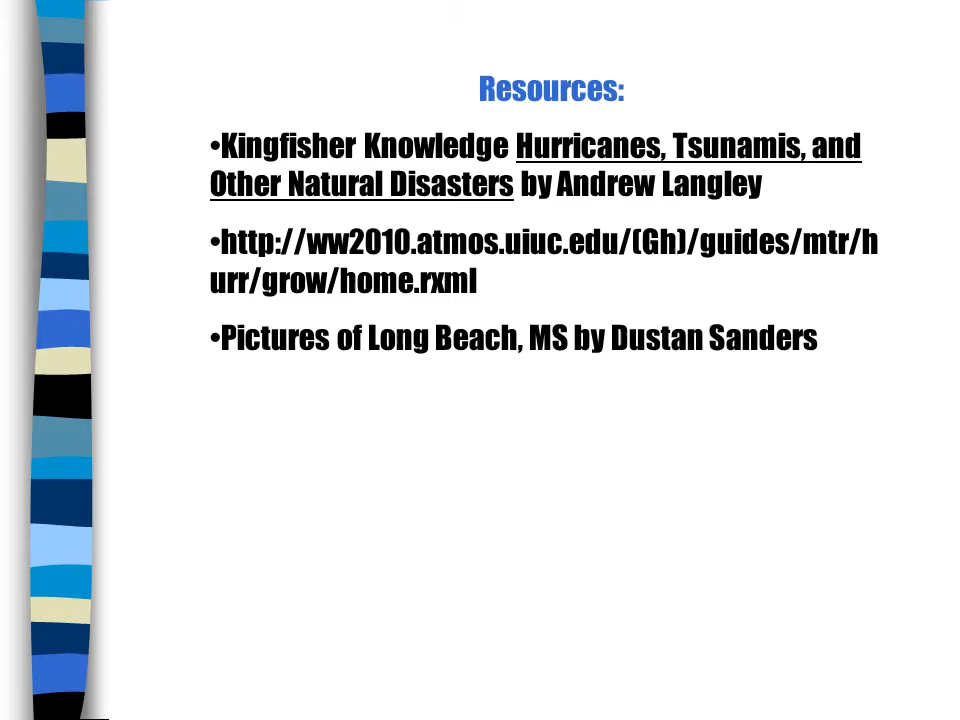 Resources:
•Kingfisher Knowledge Hurricanes, Tsunamis, and
Other Natural Disasters by Andrew Langley
•http://ww2010.atmos.uiuc.edu/(Gh)/guides/mtr/h
urr/grow/home.rxml
•Pictures of Long Beach, MS by Dustan Sanders